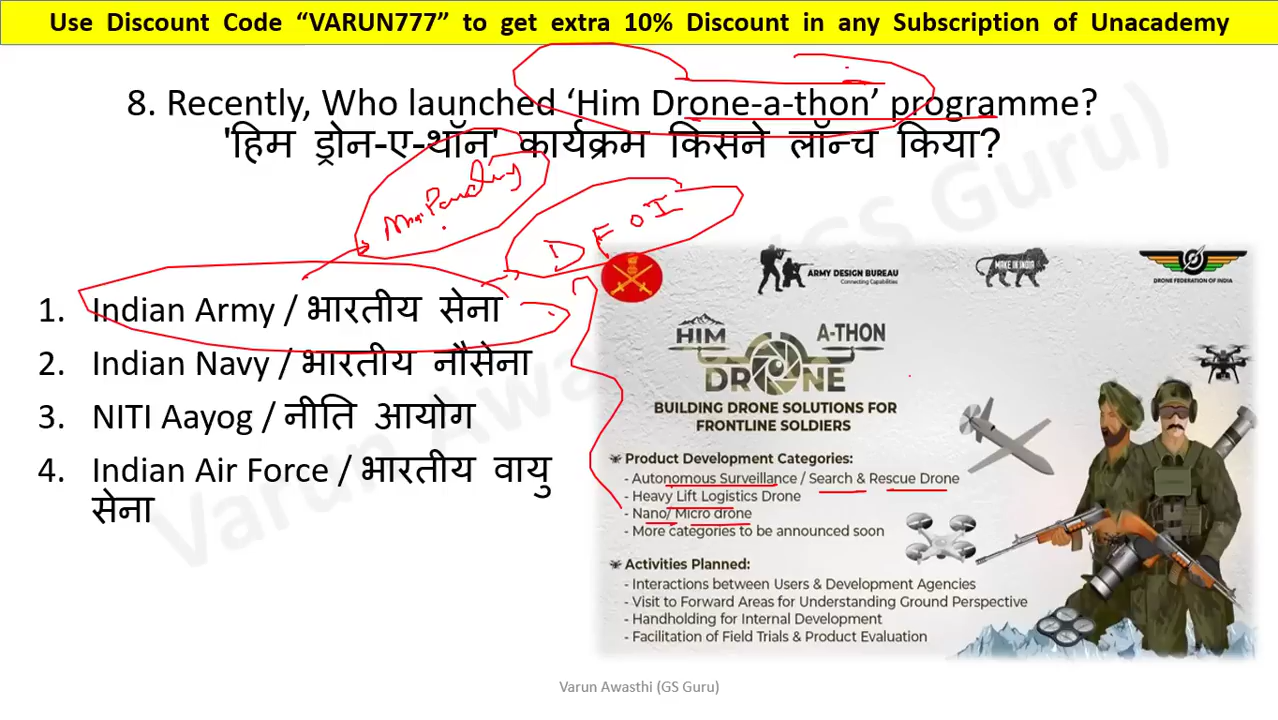 Use Discount Code “VARUN777” to get extra 10% Discount in any Subscription of Unacademy
8. Recently, Who launched ‘Him Drone-a-thon’ programme?
'हिम ड्रोन-ए-थॉन' कार्यक्रम किसने लॉन्च किया?
D F o I
1. Indian Army / भारतीय सेना
2. Indian Navy / भारतीय नौसेना
3. NITI Aayog / नीति आयोग
4. Indian Air Force / भारतीय वायु
सेना
ARMY DESIGN BUREAU
Connecting Capabilities
MAKE IN INDIA
DRONE FEDERATION OF INDIA
HIM A-THON
DRONE
BUILDING DRONE SOLUTIONS FOR
FRONTLINE SOLDIERS
Product Development Categories:
- Autonomous Surveillance / Search & Rescue Drone
- Heavy Lift Logistics Drone
- Nano/ Micro drone
- More categories to be announced soon
Activities Planned:
- Interactions between Users & Development Agencies
- Visit to Forward Areas for Understanding Ground Perspective
- Handholding for Internal Development
- Facilitation of Field Trials & Product Evaluation
Varun Awasthi (GS Guru)
Varun Awasthi (GS Guru)